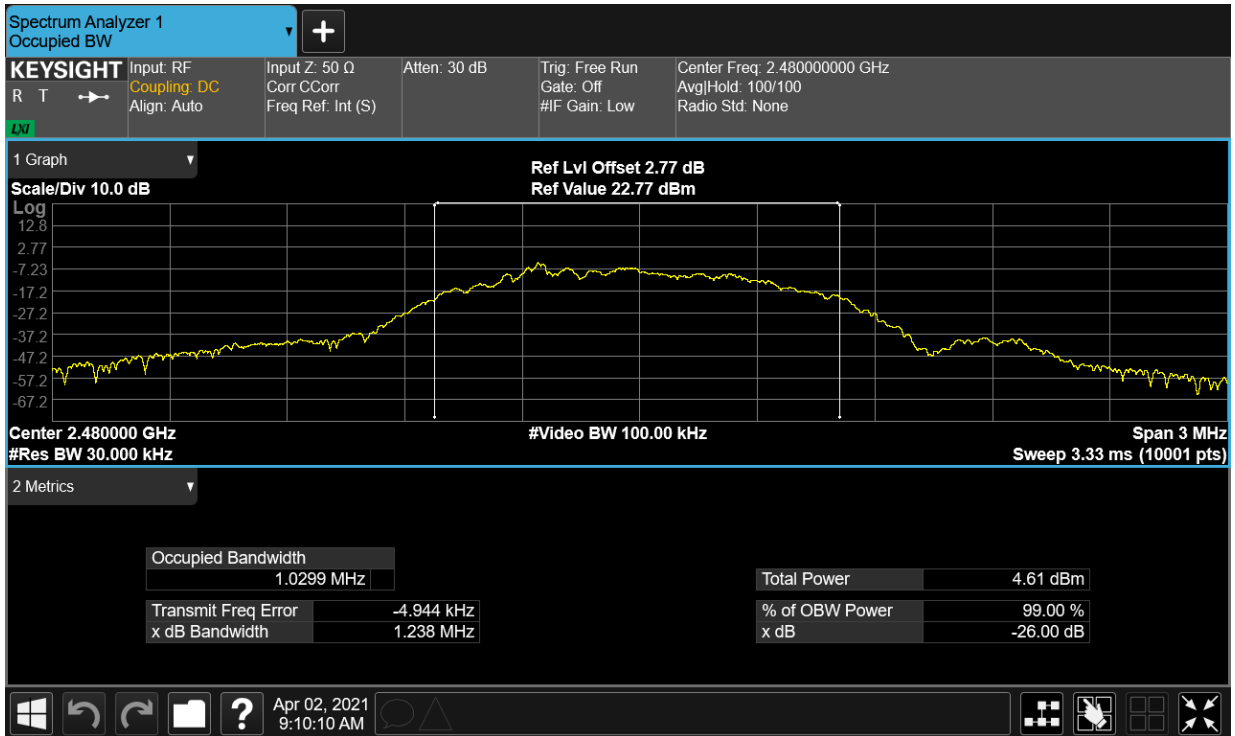 Spectrum Analyzer 1
Occupied BW
KEYSIGHT
R T
LXI
Input: RF
Coupling: DC
Align: Auto
Input Z: 50 Ω
Corr CCorr
Freq Ref: Int (S)
Atten: 30 dB
Trig: Free Run
Gate: Off
#IF Gain: Low
Center Freq: 2.480000000 GHz
Avg|Hold: 100/100
Radio Std: None
1 Graph
Scale/Div 10.0 dB
Ref Lvl Offset 2.77 dB
Ref Value 22.77 dBm
Log
12.8
2.77
-7.23
-17.2
-27.2
-37.2
-47.2
-57.2
-67.2
Center 2.480000 GHz
#Res BW 30.000 kHz
#Video BW 100.00 kHz
Span 3 MHz
Sweep 3.33 ms (10001 pts)
2 Metrics
Occupied Bandwidth
1.0299 MHz
Transmit Freq Error -4.944 kHz
x dB Bandwidth 1.238 MHz
Total Power 4.61 dBm
% of OBW Power 99.00 %
x dB -26.00 dB
?
Apr 02, 2021
9:10:10 AM